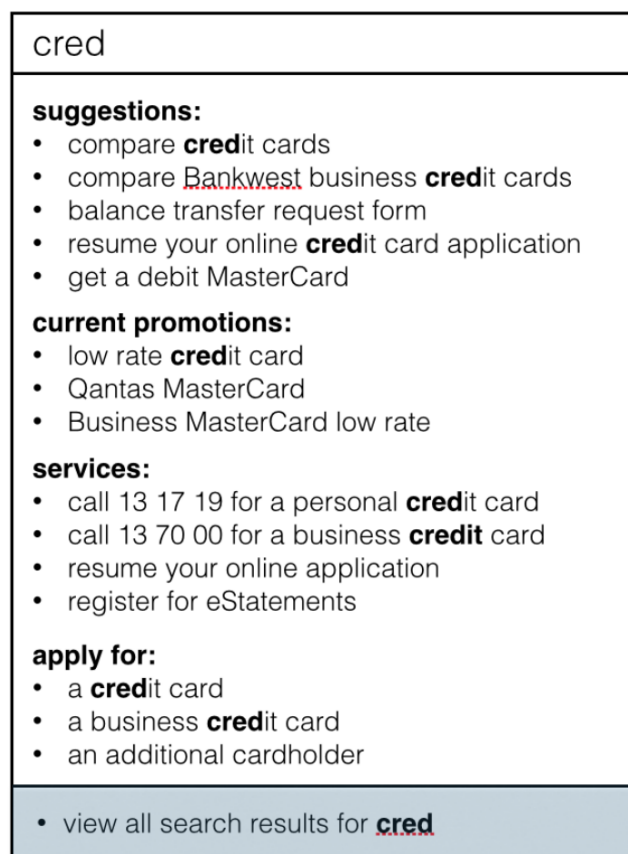 cred
suggestions:
• compare credit cards
• compare Bankwest business credit cards
• balance transfer request form
• resume your online credit card application
• get a debit MasterCard
current promotions:
• low rate credit card
• Qantas MasterCard
• Business MasterCard low rate
services:
• call 13 17 19 for a personal credit card
• call 13 70 00 for a business credit card
• resume your online application
• register for eStatements
apply for:
• a credit card
• a business credit card
• an additional cardholder
• view all search results for cred